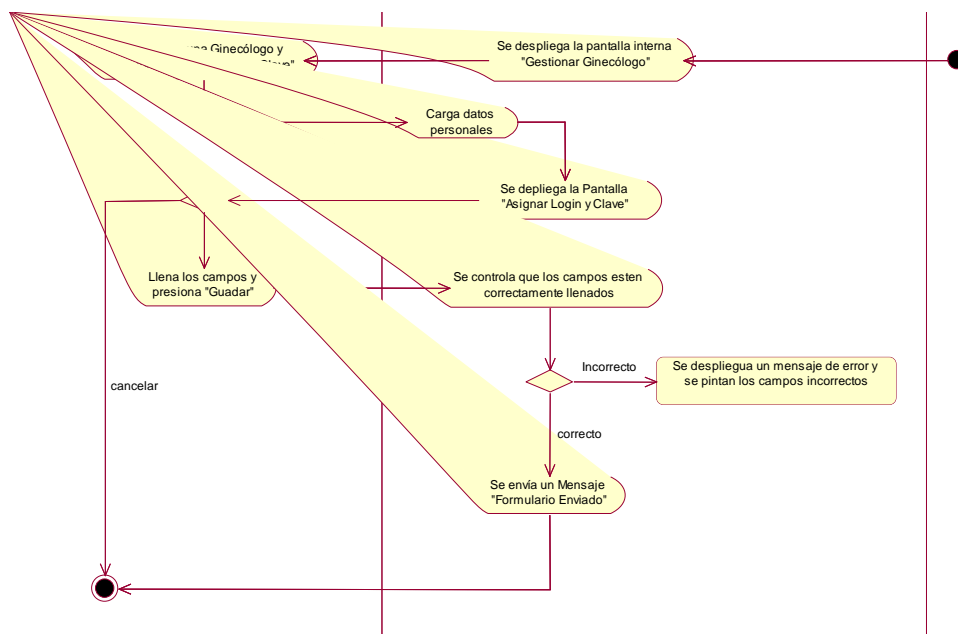 Ginecólogo y
Se despliega la pantalla interna
"Gestionar Ginecólogo"
Carga datos
personales
Se depliega la Pantalla
"Asignar Login y Clave"
Llena los campos y
presiona "Guadar"
Se controla que los campos esten
correctamente llenados
Incorrecto
Se despliegua un mensaje de error y
se pintan los campos incorrectos
cancelar
correcto
Se envía un Mensaje
"Formulario Enviado"